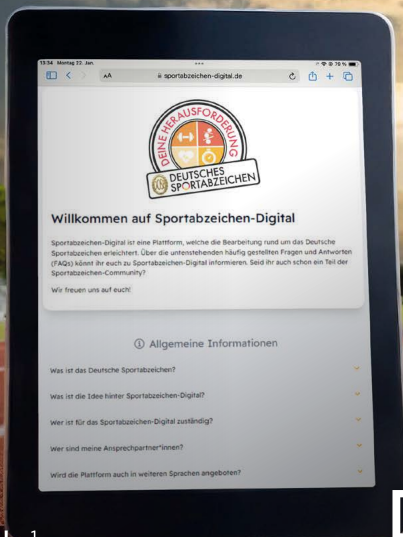 13:34 Montag 22. Jan.
78 %
AA
sportabzeichen-digital.de
DEINE HERAUSFORDERUNG
DEUTSCHES
SPORTABZEICHEN
Willkommen auf Sportabzeichen-Digital
Sportabzeichen-Digital ist eine Plattform, welche die Bearbeitung rund um das Deutsche
Sportabzeichen erleichtert. Über die untenstehenden häufig gestellten Fragen und Antworten
(FAQs) könnt ihr euch zu Sportabzeichen-Digital informieren. Seid ihr auch schon ein Teil der
Sportabzeichen-Community?
Wir freuen uns auf euch!
Allgemeine Informationen
Was ist das Deutsche Sportabzeichen?
Was ist die Idee hinter Sportabzeichen-Digital?
Wer ist für das Sportabzeichen-Digital zuständig?
Wer sind meine Ansprechpartner*innen?
Wird die Plattform auch in weiteren Sprachen angeboten?